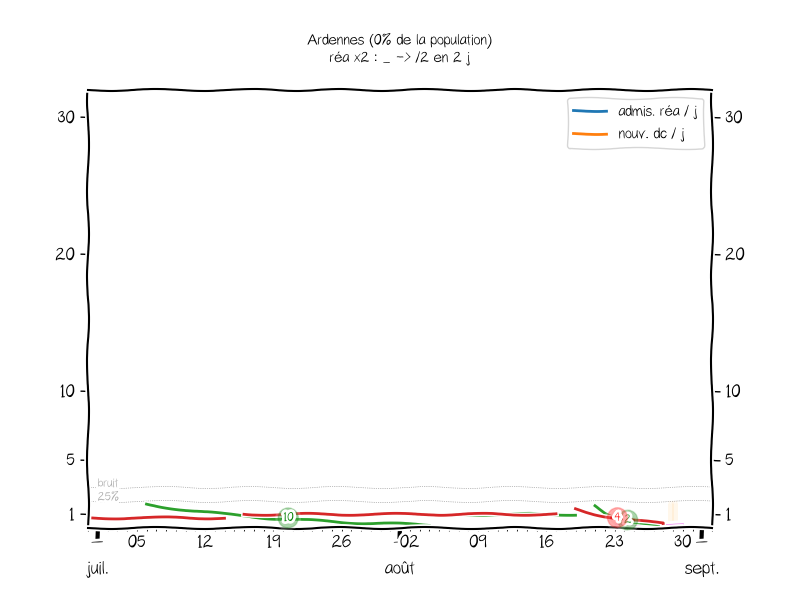 Ardennes (0% de la population)
réa x2 : _ -> /2 en 2 j
admis. réa / j
nouv. dc / j
30
30
20
20
10
10
5
5
bruit
25%
1
1
10
4
2
05 12 19 26 02 09 16 23 30
juil. août sept.